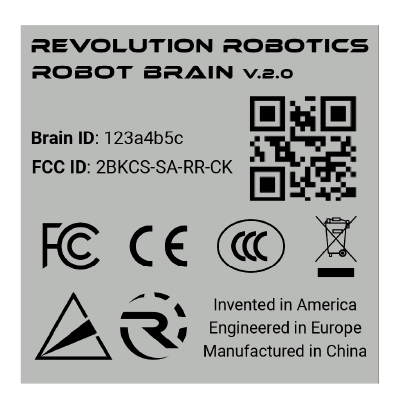 REVOLUTION ROBOTICS
ROBOT BRAIN V.2.0
Brain ID: 123a4b5c
FCC ID: 2BKCS-SA-RR-CK
FC CE CCC
R
Invented in America
Engineered in Europe
Manufactured in China